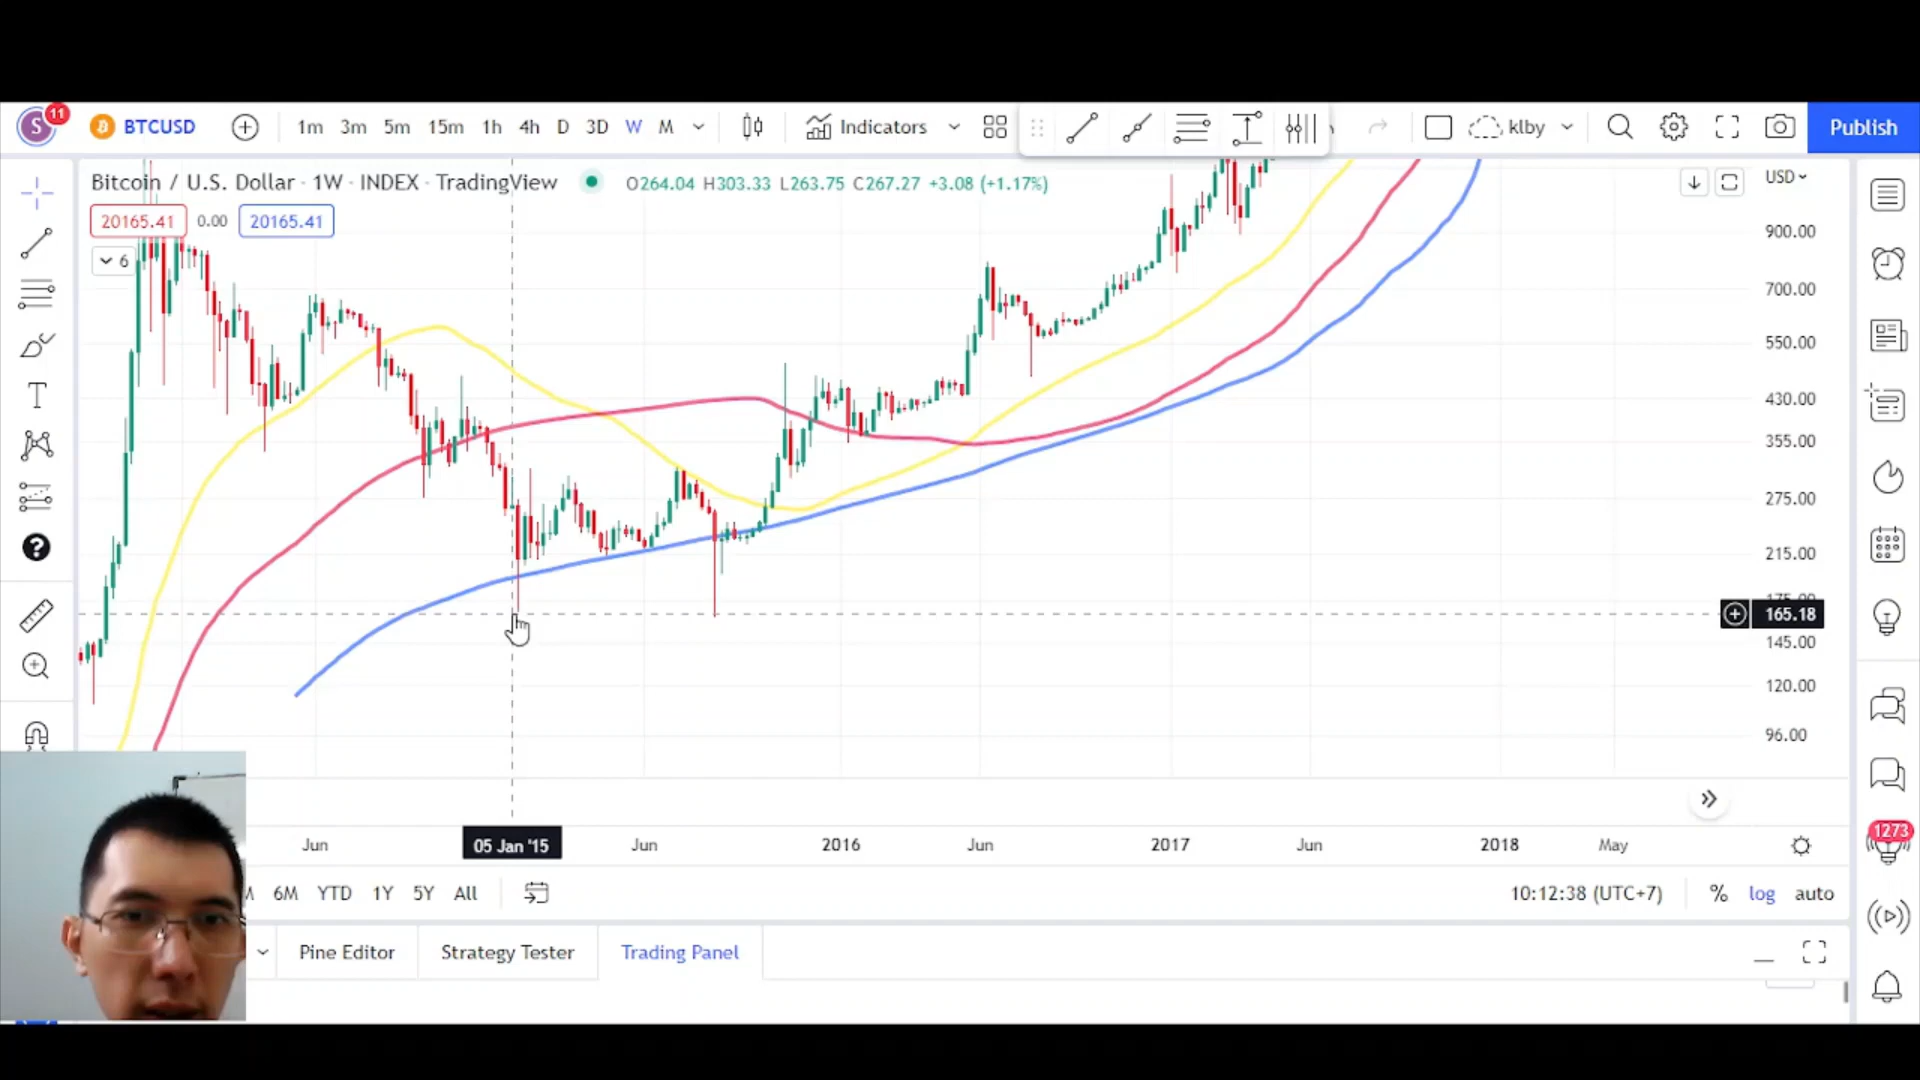 S 11 BTCUSD 1m 3m 5m 15m 1h 4h D 3D W M Indicators klby Publish
Bitcoin / U.S. Dollar · 1W · INDEX · TradingView O264.04 H303.33 L263.75 C267.27 +3.08 (+1.17%) USD
20165.41 0.00 20165.41
6
900.00
700.00
550.00
430.00
355.00
275.00
215.00
175.00
165.18
145.00
120.00
96.00
1273
Jun 05 Jan '15 Jun 2016 Jun 2017 Jun 2018 May
6M YTD 1Y 5Y All 10:12:38 (UTC+7) % log auto
Pine Editor Strategy Tester Trading Panel